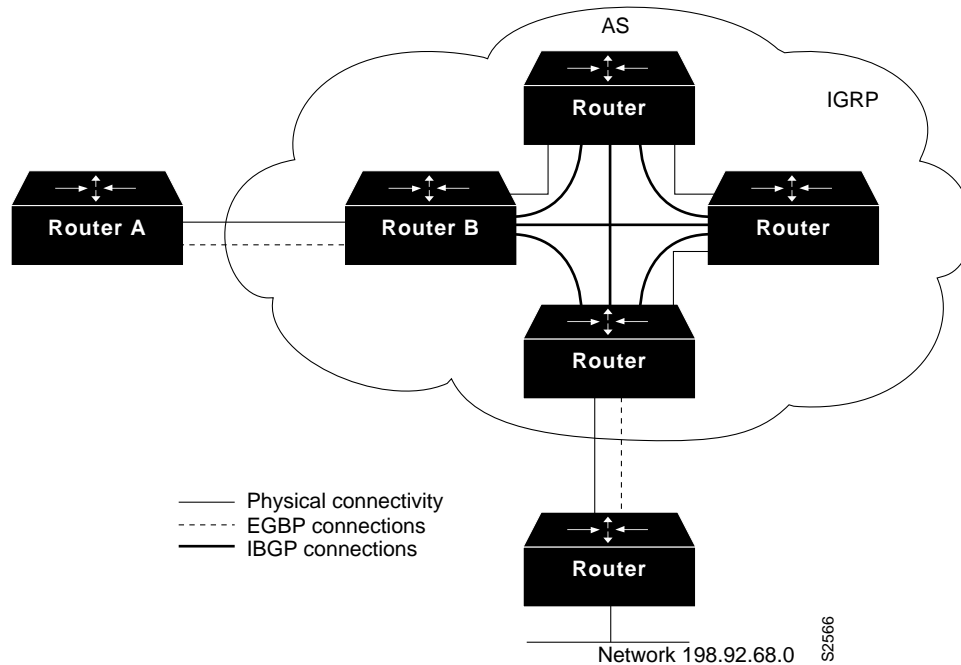 AS
IGRP
Router
Router A
Router B
Router
Router
Physical connectivity
EGBP connections
IBGP connections
Router
Network 198.92.68.0
S2566